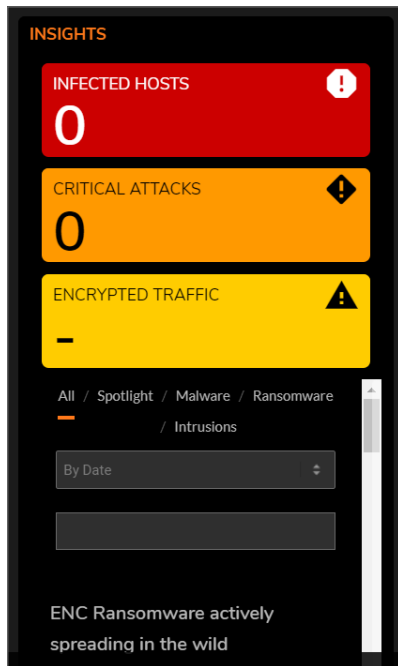 INSIGHTS
INFECTED HOSTS
0
CRITICAL ATTACKS
0
ENCRYPTED TRAFFIC
-
All / Spotlight / Malware / Ransomware
/ Intrusions
By Date
ENC Ransomware actively
spreading in the wild